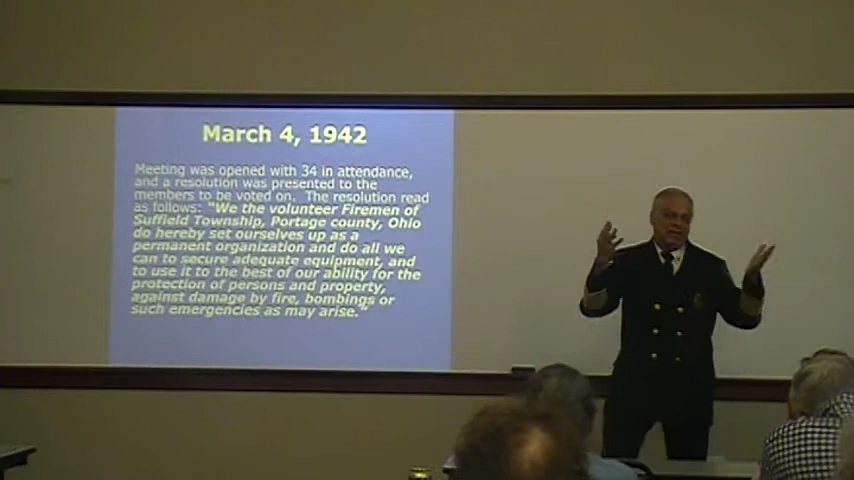 March 4, 1942
Meeting was opened with 34 in attendance,
and a resolution was presented to the
members to be voted on. The resolution read
as follows: "We the volunteer Firemen of
Suffield Township, Portage county, Ohio
do hereby set ourselves up as a
permanent organization and do all we
can to secure adequate equipment, and
to use it to the best of our ability for the
protection of persons and property,
against damage by fire, bombings or
such emergencies as may arise."